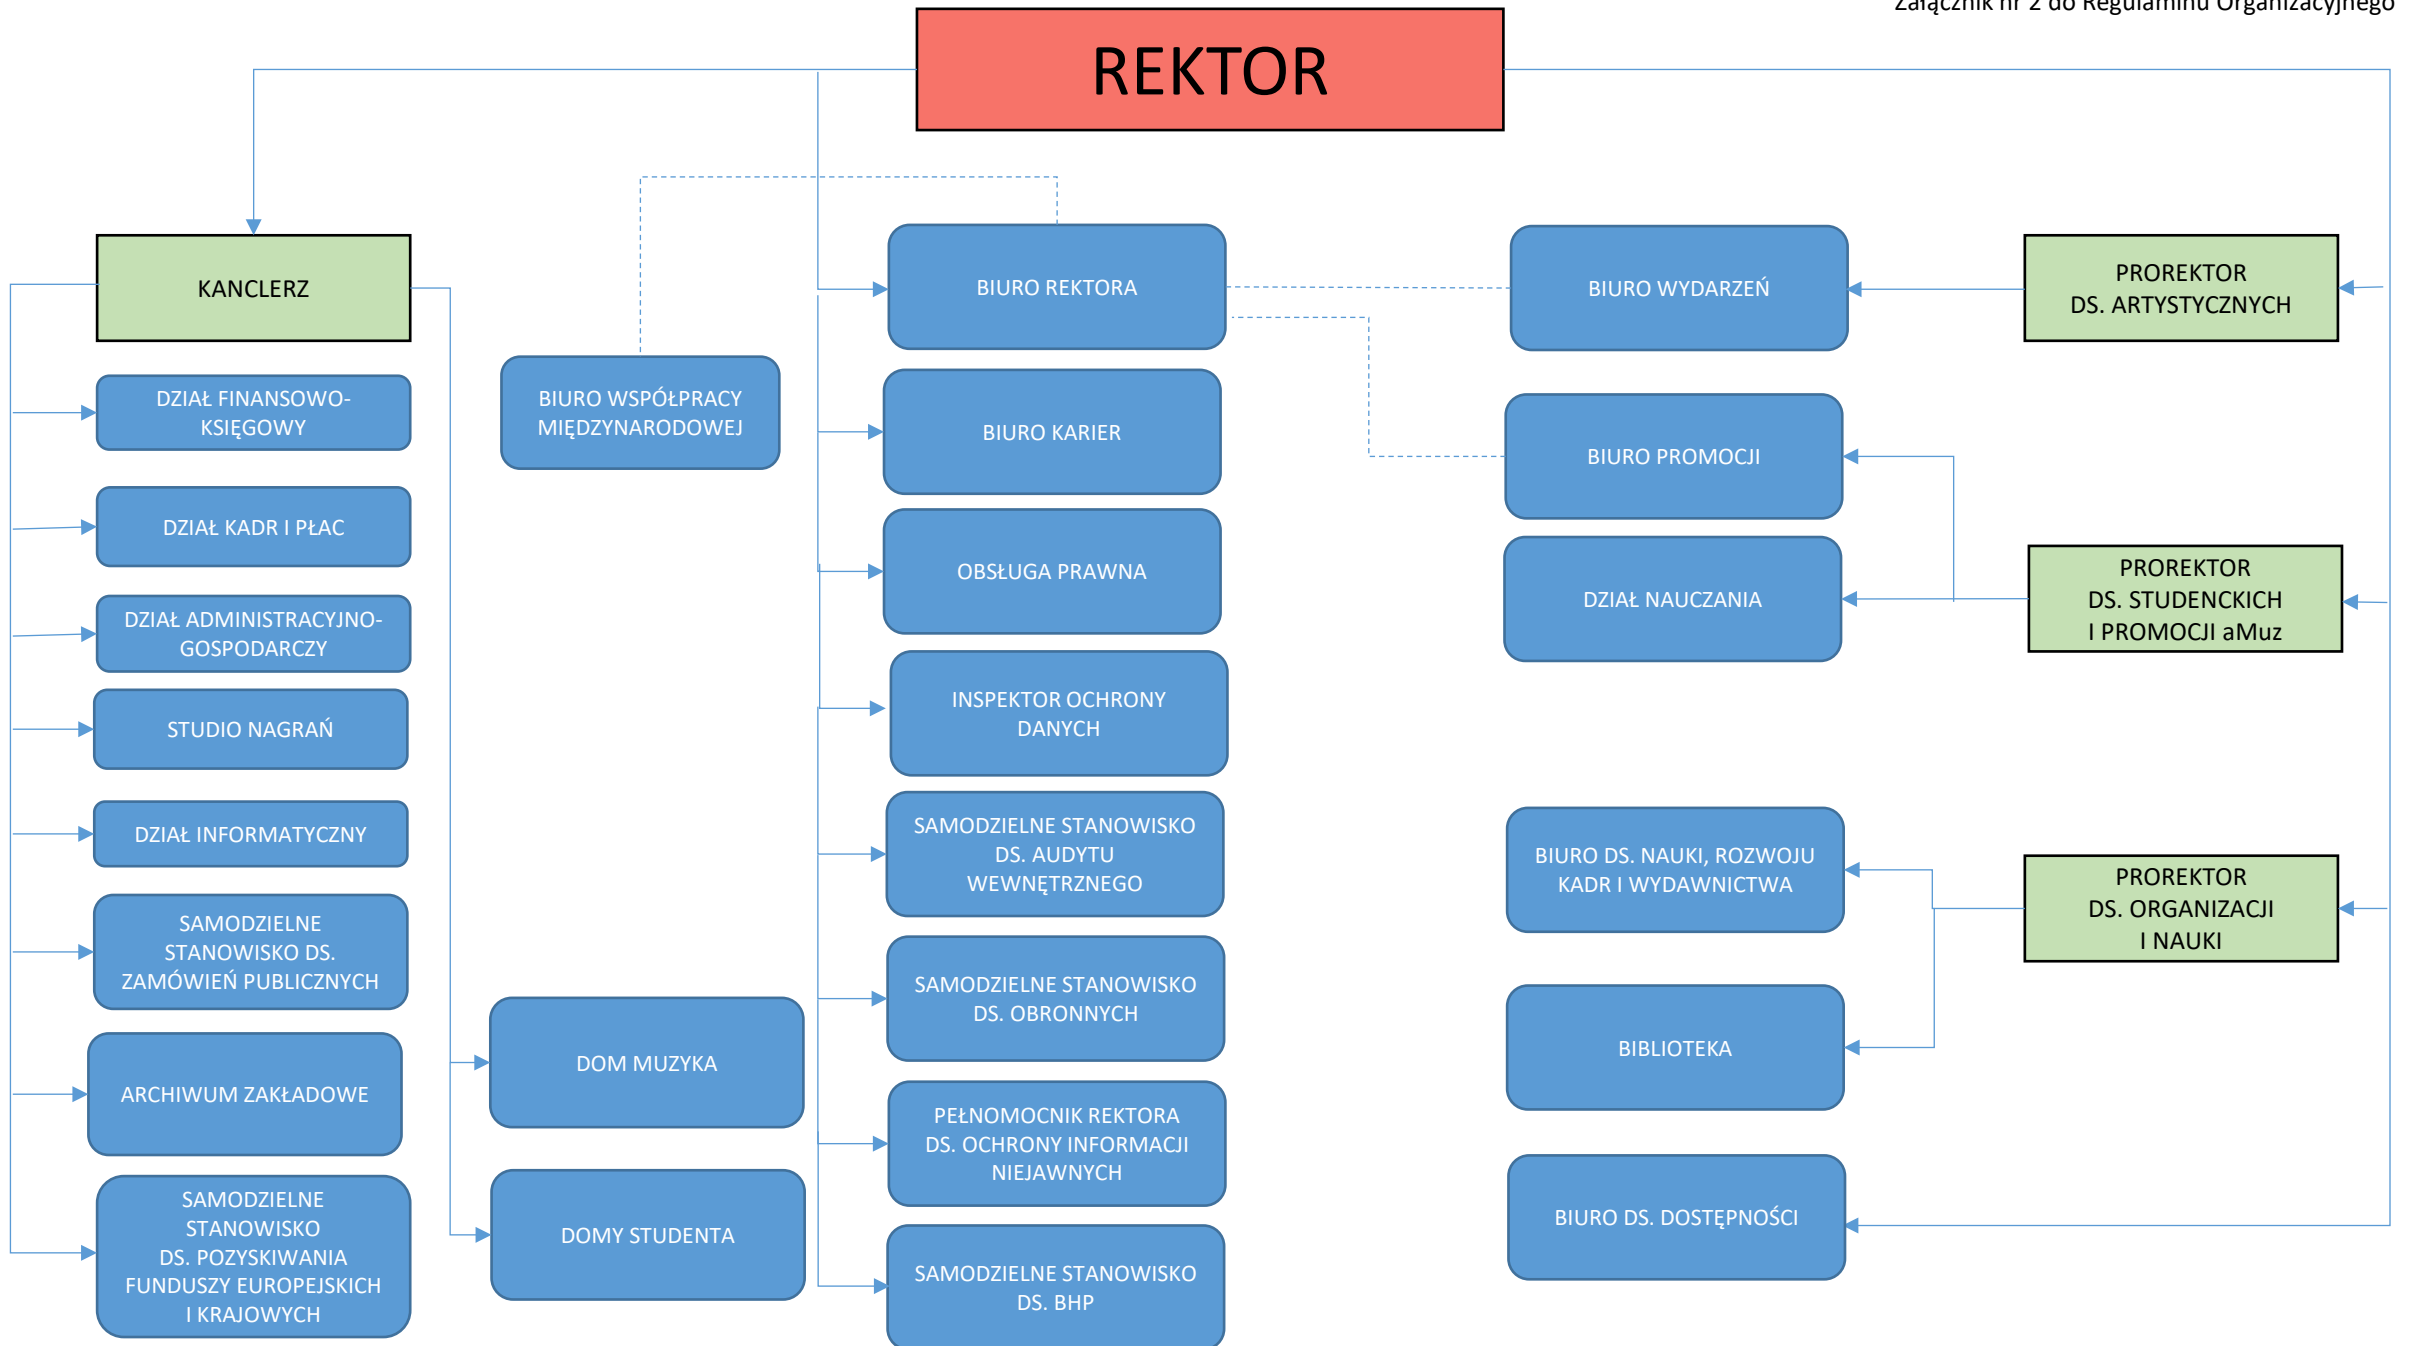 Załącznik nr 2 do Regulaminu Organizacyjnego
REKTOR
KANCLERZ
DZIAŁ FINANSOWO-
KSIĘGOWY
DZIAŁ KADR I PŁAC
DZIAŁ ADMINISTRACYJNO-
GOSPODARCZY
STUDIO NAGRAŃ
DZIAŁ INFORMATYCZNY
SAMODZIELNE
STANOWISKO DS.
ZAMÓWIEŃ PUBLICZNYCH
ARCHIWUM ZAKŁADOWE
SAMODZIELNE
STANOWISKO
DS. POZYSKIWANIA
FUNDUSZY EUROPEJSKICH
I KRAJOWYCH
BIURO WSPÓŁPRACY
MIĘDZYNARODOWEJ
DOM MUZYKA
DOMY STUDENTA
BIURO REKTORA
BIURO KARIER
OBSŁUGA PRAWNA
INSPEKTOR OCHRONY
DANYCH
SAMODZIELNE STANOWISKO
DS. AUDYTU
WEWNĘTRZNEGO
SAMODZIELNE STANOWISKO
DS. OBRONNYCH
PEŁNOMOCNIK REKTORA
DS. OCHRONY INFORMACJI
NIEJAWNYCH
SAMODZIELNE STANOWISKO
DS. BHP
BIURO WYDARZEŃ
BIURO PROMOCJI
DZIAŁ NAUCZANIA
BIURO DS. NAUKI, ROZWOJU
KADR I WYDAWNICTWA
BIBLIOTEKA
BIURO DS. DOSTĘPNOŚCI
PROREKTOR
DS. ARTYSTYCZNYCH
PROREKTOR
DS. STUDENCKICH
I PROMOCJI aMuz
PROREKTOR
DS. ORGANIZACJI
I NAUKI